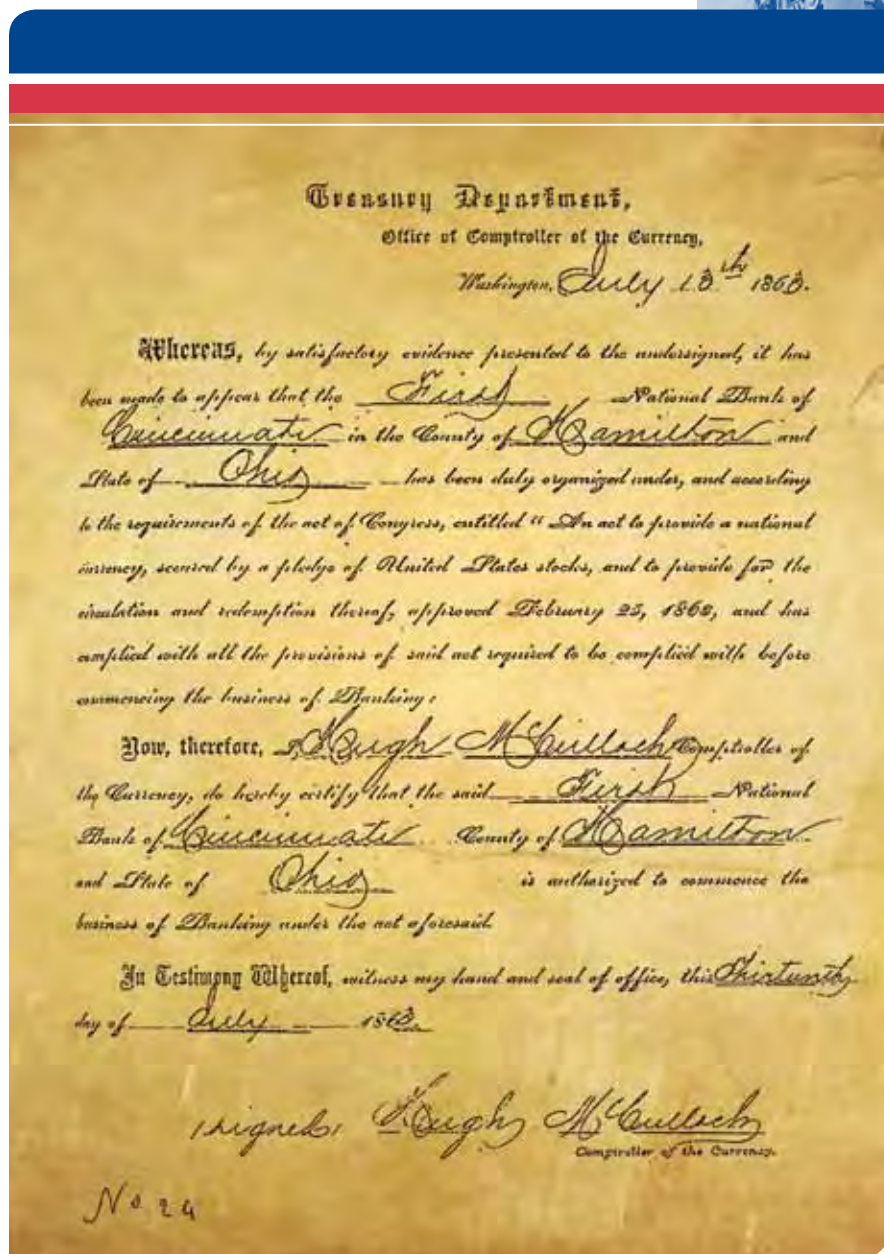 Treasury Department,
Office of Comptroller of the Currency,
Washington, July 13th 1863.
Whereas, by satisfactory evidence presented to the undersigned, it has
been made to appear that the First National Bank of
Cincinnati in the County of Hamilton and
State of Ohio has been duly organized under, and according
to the requirements of the act of Congress, entitled "An act to provide a national
currency, secured by a pledge of United States stocks, and to provide for the
circulation and redemption thereof, approved February 25, 1863, and has
complied with all the provisions of said act required to be complied with before
commencing the business of Banking:
Now, therefore, I Hugh McCulloch Comptroller of
the Currency, do hereby certify that the said First National
Bank of Cincinnati County of Hamilton
and State of Ohio is authorized to commence the
business of Banking under the act aforesaid.
In Testimony Whereof, witness my hand and seal of office, this Thirteenth
day of July 1863.
(signed) Hugh McCulloch
Comptroller of the Currency.
No 24